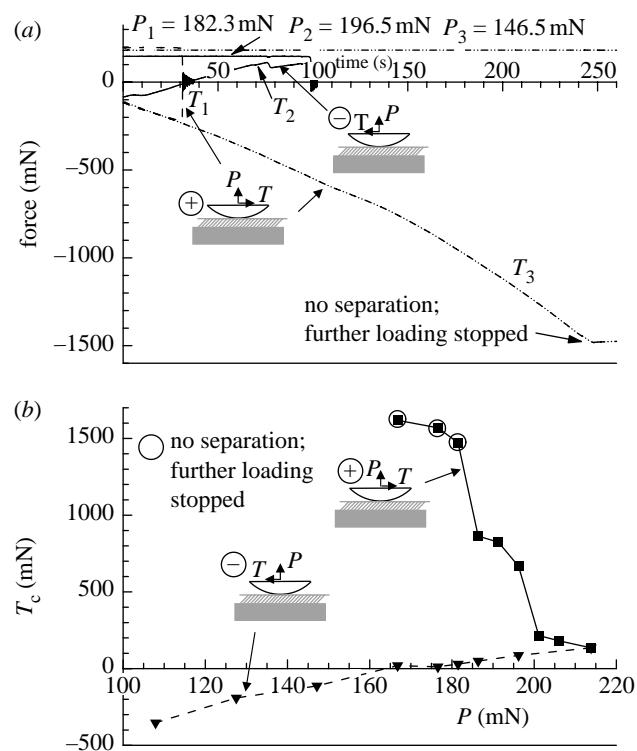 (a) P1 = 182.3 mN P2 = 196.5 mN P3 = 146.5 mN
0 50 100 time (s) 150 200 250
T1 T2
− T P
+ P T
T3
no separation;
further loading stopped
force (mN)
0
−500
−1000
−1500
(b)
no separation;
further loading
stopped
+ P T
− T P
Tc (mN)
1500
1000
500
0
−500
100 120 140 160 180 200 220
P (mN)